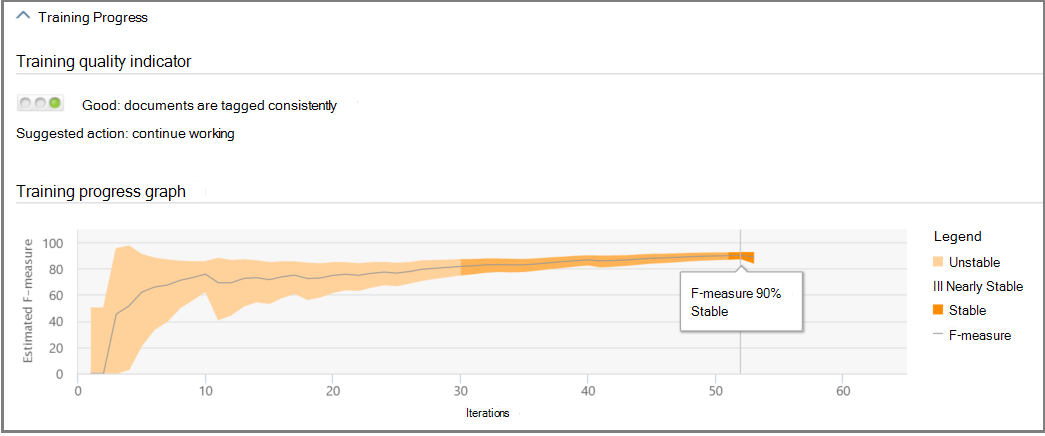 Training Progress
Training quality indicator
Good: documents are tagged consistently
Suggested action: continue working
Training progress graph
Estimated F-measure
100
80
60
40
20
0
0 10 20 30 40 50 60
Iterations
F-measure 90%
Stable
Legend
Unstable
III Nearly Stable
Stable
F-measure